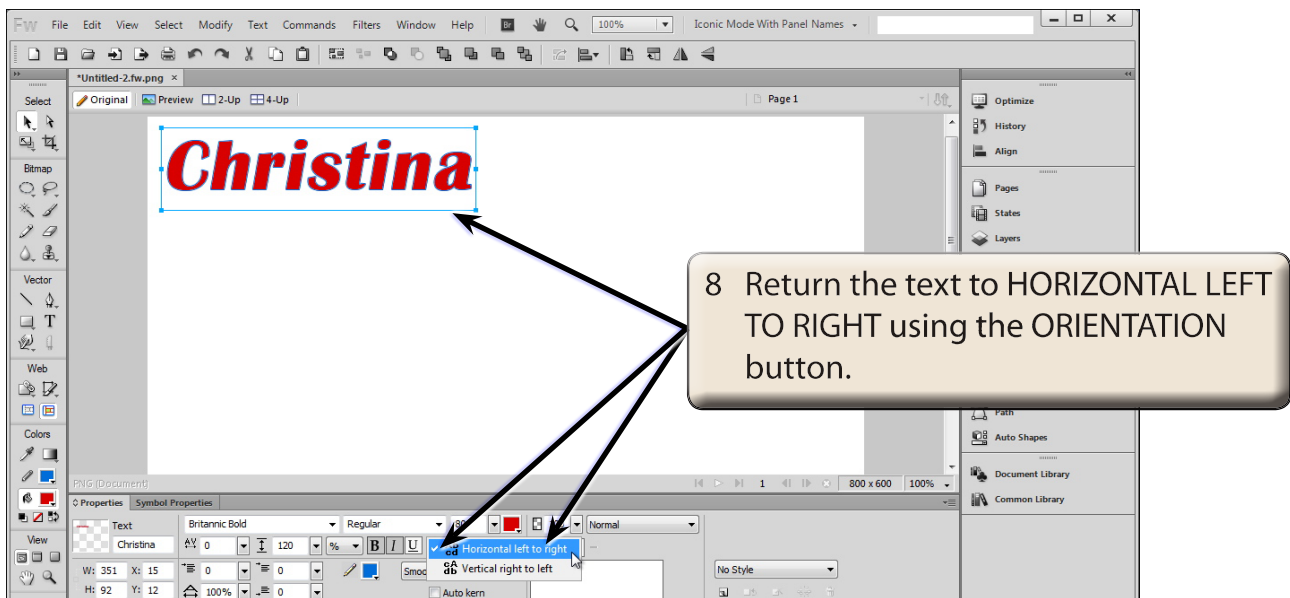 Fw File Edit View Select Modify Text Commands Filters Window Help Br 100% Iconic Mode With Panel Names
*Untitled-2.fw.png ×
Select
Original Preview 2-Up 4-Up Page 1
Optimize
History
Align
Christina
Bitmap
Pages
States
Layers
8 Return the text to HORIZONTAL LEFT
TO RIGHT using the ORIENTATION
button.
Vector
Web
Path
Colors
Auto Shapes
Document Library
PNG (Document) 1 800 x 600 100%
Common Library
Properties Symbol Properties
Text Britannic Bold Regular Normal
View
Christina AV 0 120 % B I U Horizontal left to right
W: 351 X: 15 0 0 Smoo Vertical right to left No Style
H: 92 Y: 12 100% 0 Auto kern